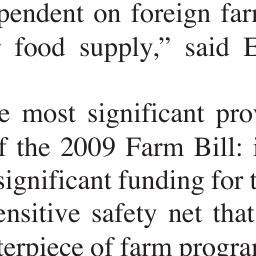 pendent on foreign far
food supply,” said E
e most significant prov
f the 2009 Farm Bill: i
significant funding for t
ensitive safety net that
terpiece of farm program